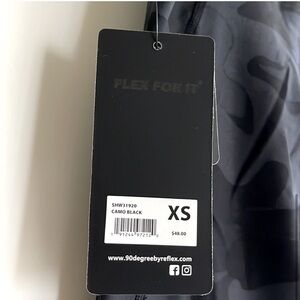 FLEX FOR IT
SHW31920
CAMO BLACK
XS
$48.00
www.90degreebyreflex.com